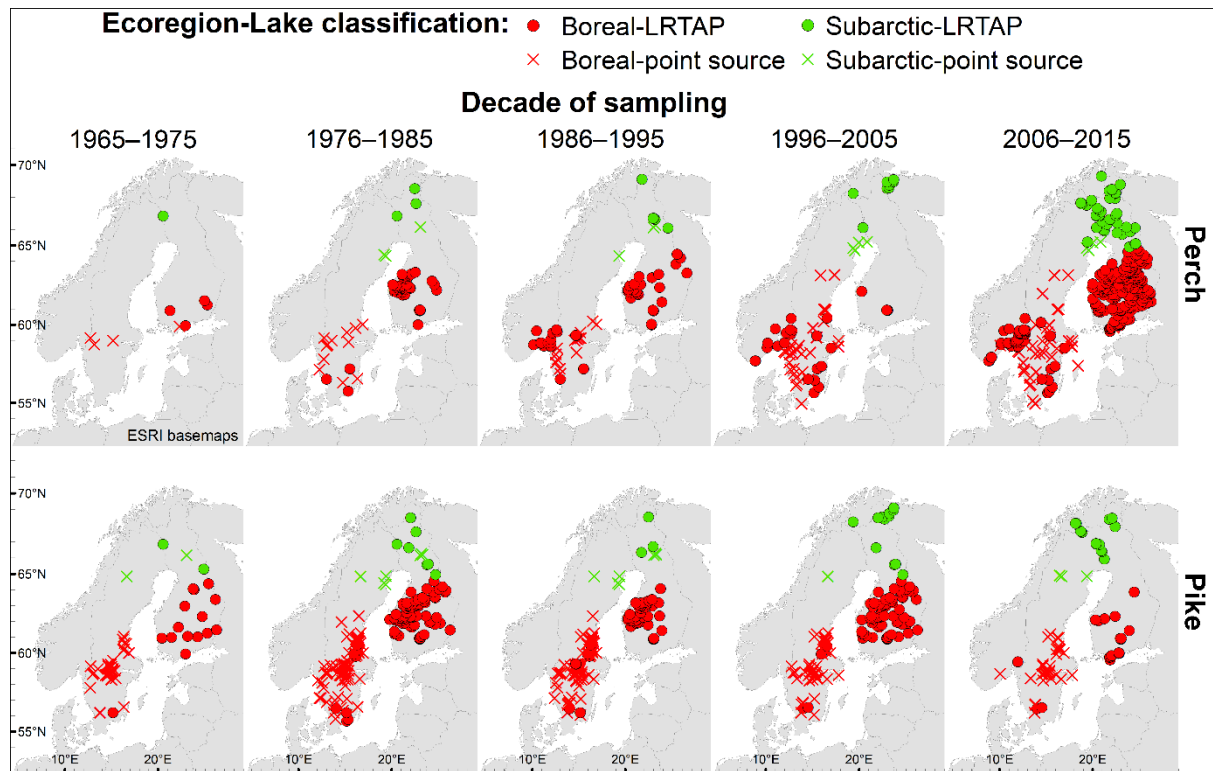 Ecoregion-Lake classification:
Boreal-LRTAP
Subarctic-LRTAP
Boreal-point source
Subarctic-point source
Decade of sampling
1965–1975
1976–1985
1986–1995
1996–2005
2006–2015
70°N
65°N
60°N
55°N
ESRI basemaps
Perch
70°N
65°N
60°N
55°N
Pike
10°E 20°E
10°E 20°E
10°E 20°E
10°E 20°E
10°E 20°E